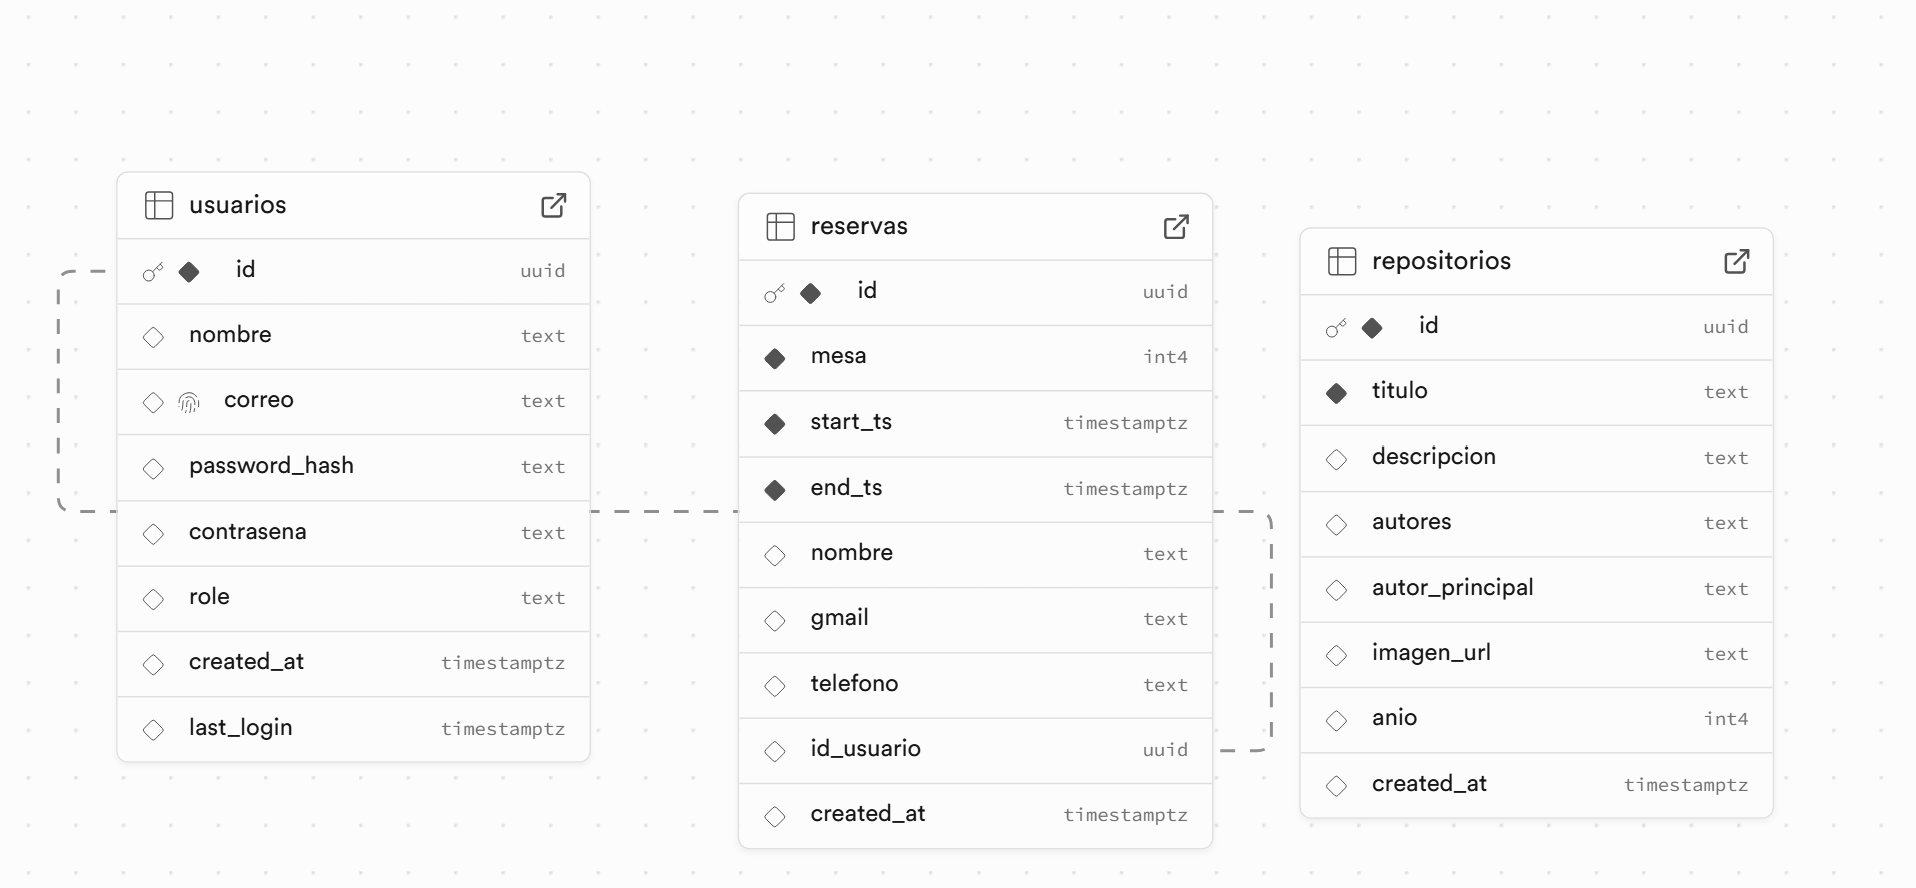 usuarios
id uuid
nombre text
correo text
password_hash text
contrasena text
role text
created_at timestamptz
last_login timestamptz
reservas
id uuid
mesa int4
start_ts timestamptz
end_ts timestamptz
nombre text
gmail text
telefono text
id_usuario uuid
created_at timestamptz
repositorios
id uuid
titulo text
descripcion text
autores text
autor_principal text
imagen_url text
anio int4
created_at timestamptz